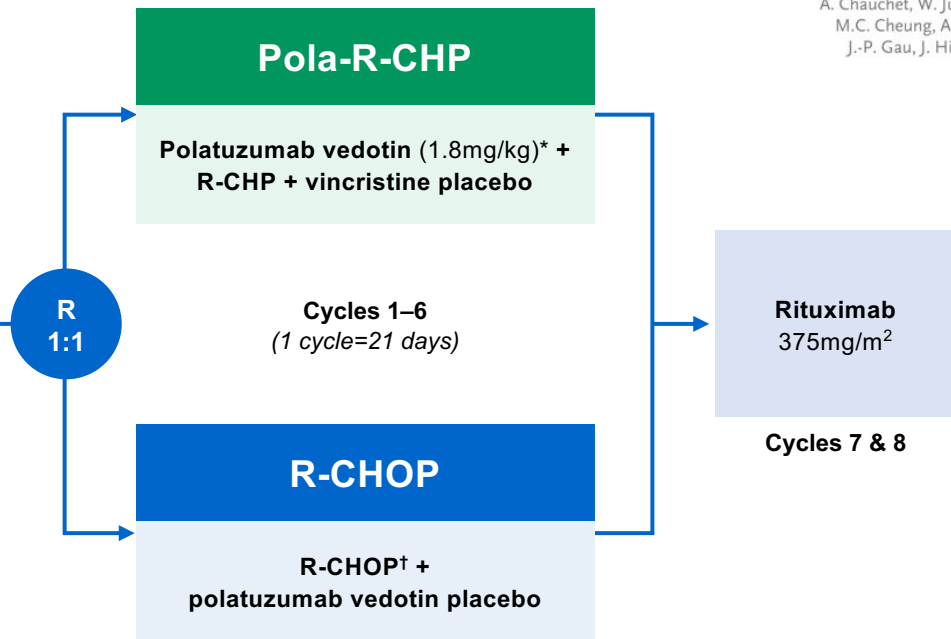 A. Chauchet, W. Ju
M.C. Cheung, A
J.-P. Gau, J. Hi
Pola-R-CHP
Polatuzumab vedotin (1.8mg/kg)* +
R-CHP + vincristine placebo
R
1:1
Cycles 1–6
(1 cycle=21 days)
Rituximab
375mg/m²
Cycles 7 & 8
R-CHOP
R-CHOP† +
polatuzumab vedotin placebo